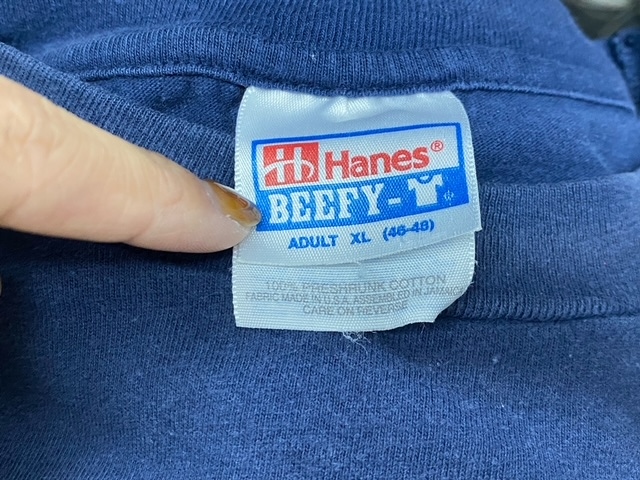 Hanes®
BEEFY-
ADULT XL (46-48)
100% PRESHRUNK COTTON
FABRIC MADE IN U.S.A. ASSEMBLED IN JAMAICA
CARE ON REVERSE